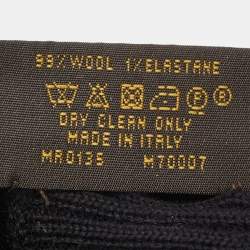 99% WOOL 1% ELASTANE
DRY CLEAN ONLY
MADE IN ITALY
MR0135 M70007